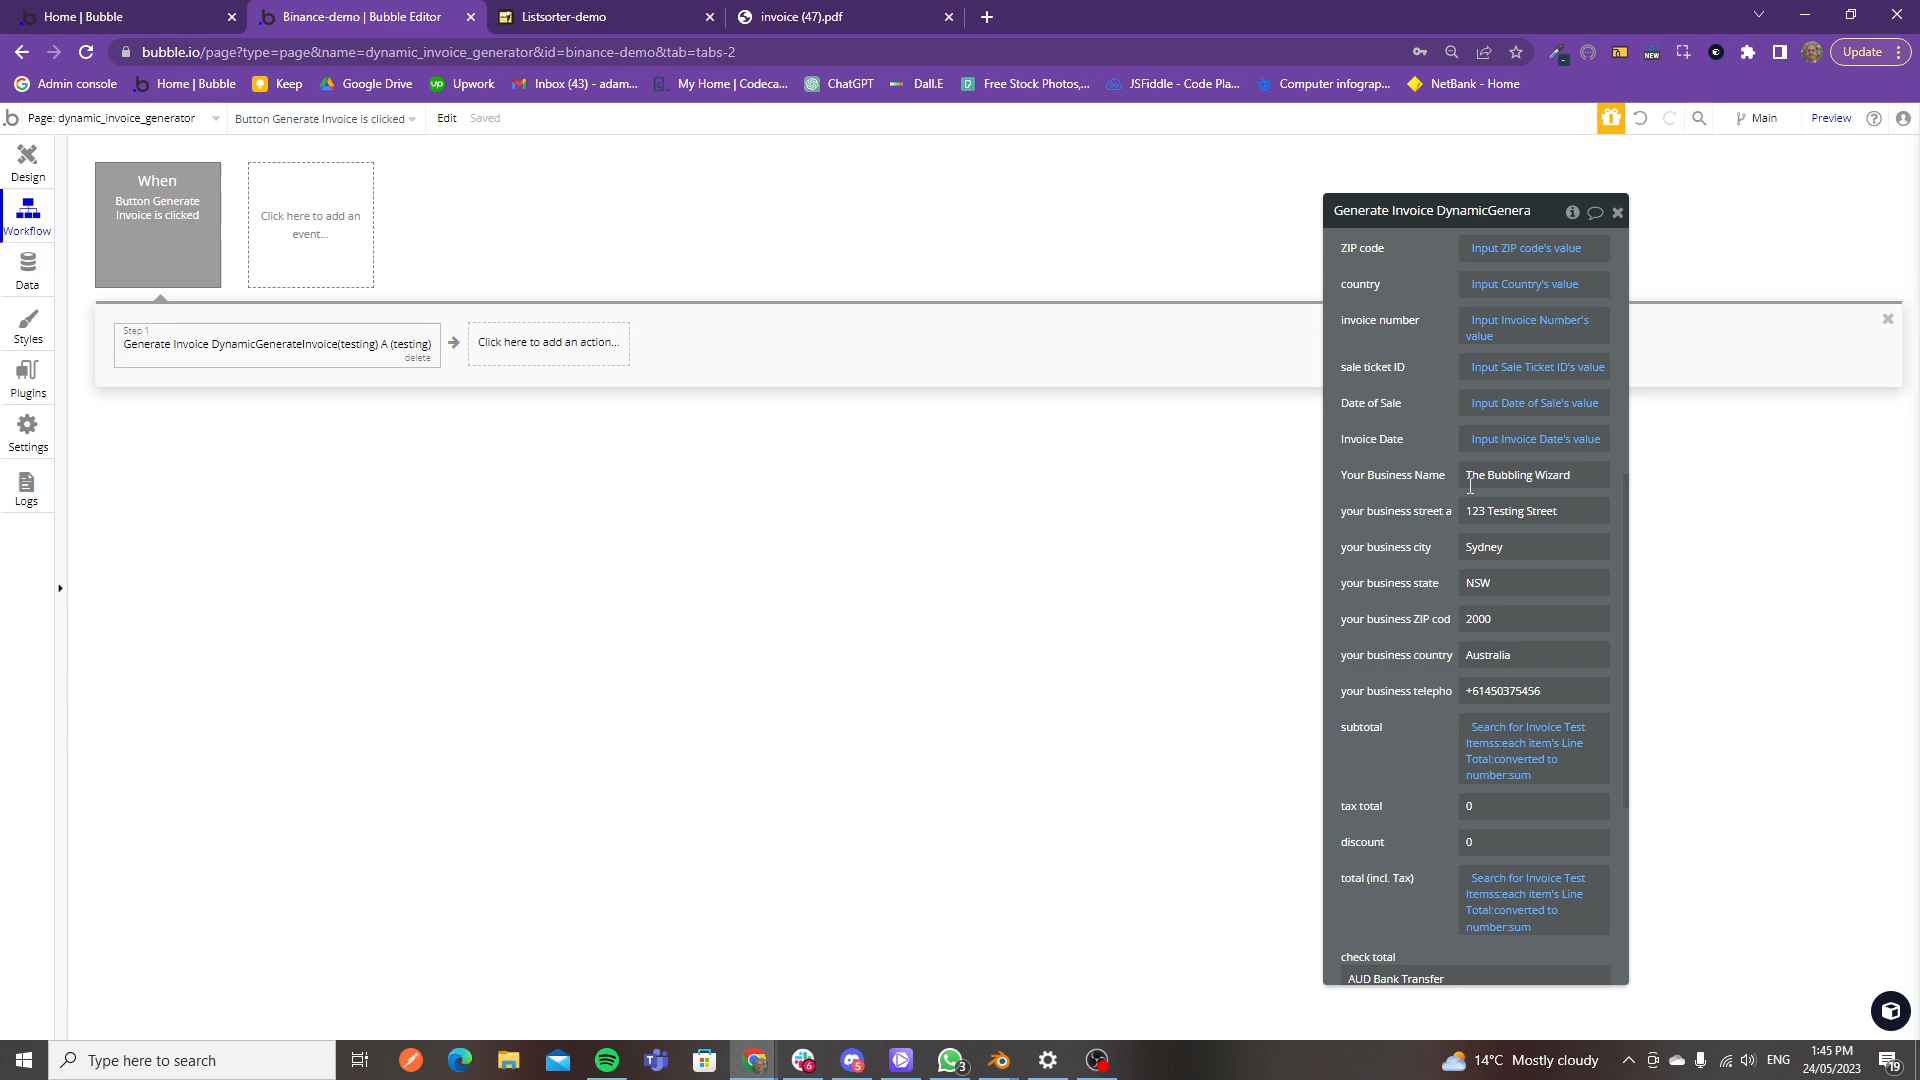 Home | Bubble
Binance-demo | Bubble Editor
Listsorter-demo
invoice (47).pdf
bubble.io/page?type=page&name=dynamic_invoice_generator&id=binance-demo&tab=tabs-2
Update
Admin console
Home | Bubble
Keep
Google Drive
Upwork
Inbox (43) - adam...
My Home | Codeca...
ChatGPT
Dall.E
Free Stock Photos,...
JSFiddle - Code Pla...
Computer infograp...
NetBank - Home
Page: dynamic_invoice_generator
Button Generate Invoice is clicked
Edit
Saved
Main
Preview
Design
Workflow
Data
Styles
Plugins
Settings
Logs
When
Button Generate
Invoice is clicked
Click here to add an
event...
Step 1
Generate Invoice DynamicGenerateInvoice(testing) A (testing)
delete
Click here to add an action...
Generate Invoice DynamicGenera
ZIP code
Input ZIP code's value
country
Input Country's value
invoice number
Input Invoice Number's
value
sale ticket ID
Input Sale Ticket ID's value
Date of Sale
Input Date of Sale's value
Invoice Date
Input Invoice Date's value
Your Business Name
The Bubbling Wizard
your business street a
123 Testing Street
your business city
Sydney
your business state
NSW
your business ZIP cod
2000
your business country
Australia
your business telepho
+61450375456
subtotal
Search for Invoice Test
Itemss:each item's Line
Total:converted to
number:sum
tax total
0
discount
0
total (incl. Tax)
Search for Invoice Test
Itemss:each item's Line
Total:converted to
number:sum
check total
AUD Bank Transfer
Type here to search
14°C Mostly cloudy
ENG
1:45 PM
24/05/2023